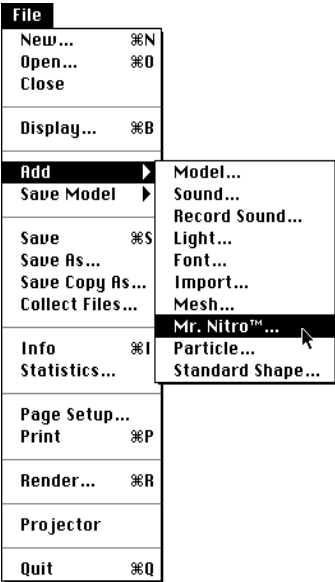 File
New... ⌘N
Open... ⌘O
Close
Display... ⌘B
Add
Save Model
Save ⌘S
Save As...
Save Copy As...
Collect Files...
Info ⌘I
Statistics...
Page Setup...
Print ⌘P
Render... ⌘R
Projector
Quit ⌘Q
Model...
Sound...
Record Sound...
Light...
Font...
Import...
Mesh...
Mr. Nitro™...
Particle...
Standard Shape...